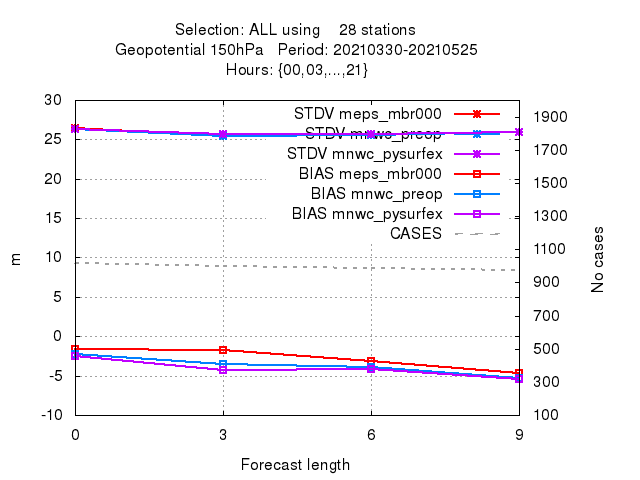 Selection: ALL using 28 stations
Geopotential 150hPa Period: 20210330-20210525
Hours: {00,03,...,21}
30
25
20
15
10
5
0
-5
-10
m
STDV meps_mbr000
STDV mnwc_preop
STDV mnwc_pysurfex
BIAS meps_mbr000
BIAS mnwc_preop
BIAS mnwc_pysurfex
CASES
1900
1700
1500
1300
1100
900
700
500
300
100
No cases
0 3 6 9
Forecast length